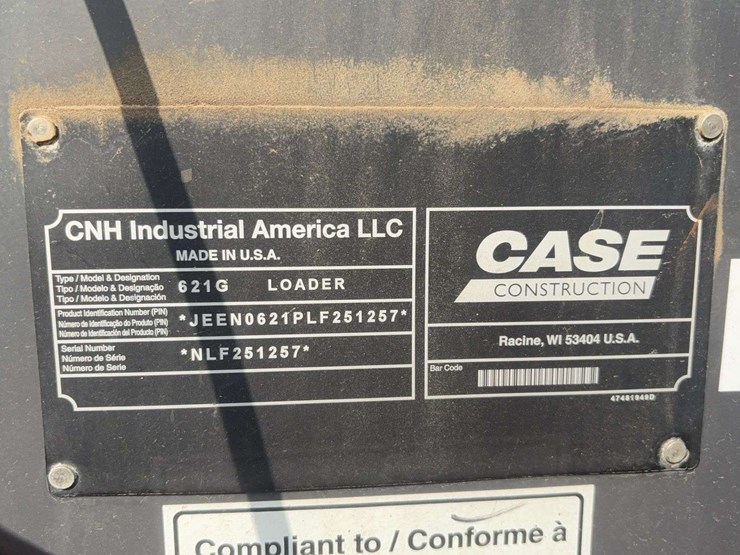 CNH Industrial America LLC
MADE IN U.S.A.
Type / Model & Designation
Tipo / Modelo & Designação
Tipo / Modelo & Designación
621G LOADER
Product Identification Number (PIN)
Número de Identificação do Produto (PIN)
Número de Identificación del Producto (PIN)
*JEEN0621PLF251257*
Serial Number
Número de Série
Número de Serie
*NLF251257*
CASE
CONSTRUCTION
Racine, WI 53404 U.S.A.
Bar Code
47481849D
Compliant to / Conforme à